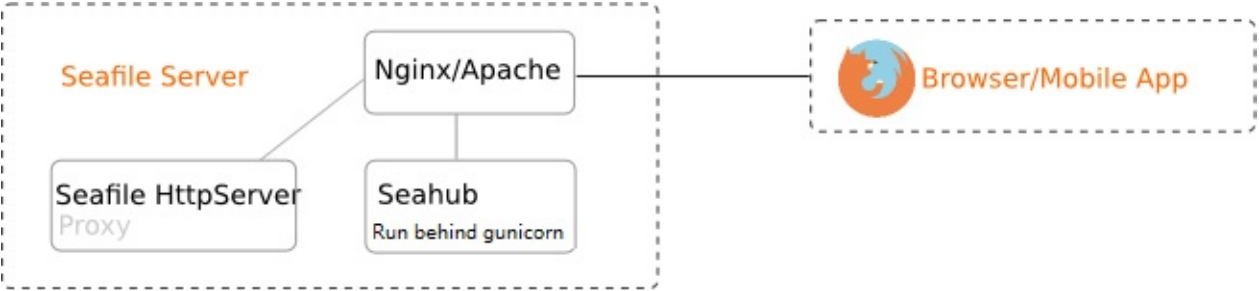 Seafile Server
Nginx/Apache
Browser/Mobile App
Seafile HttpServer
Proxy
Seahub
Run behind gunicorn